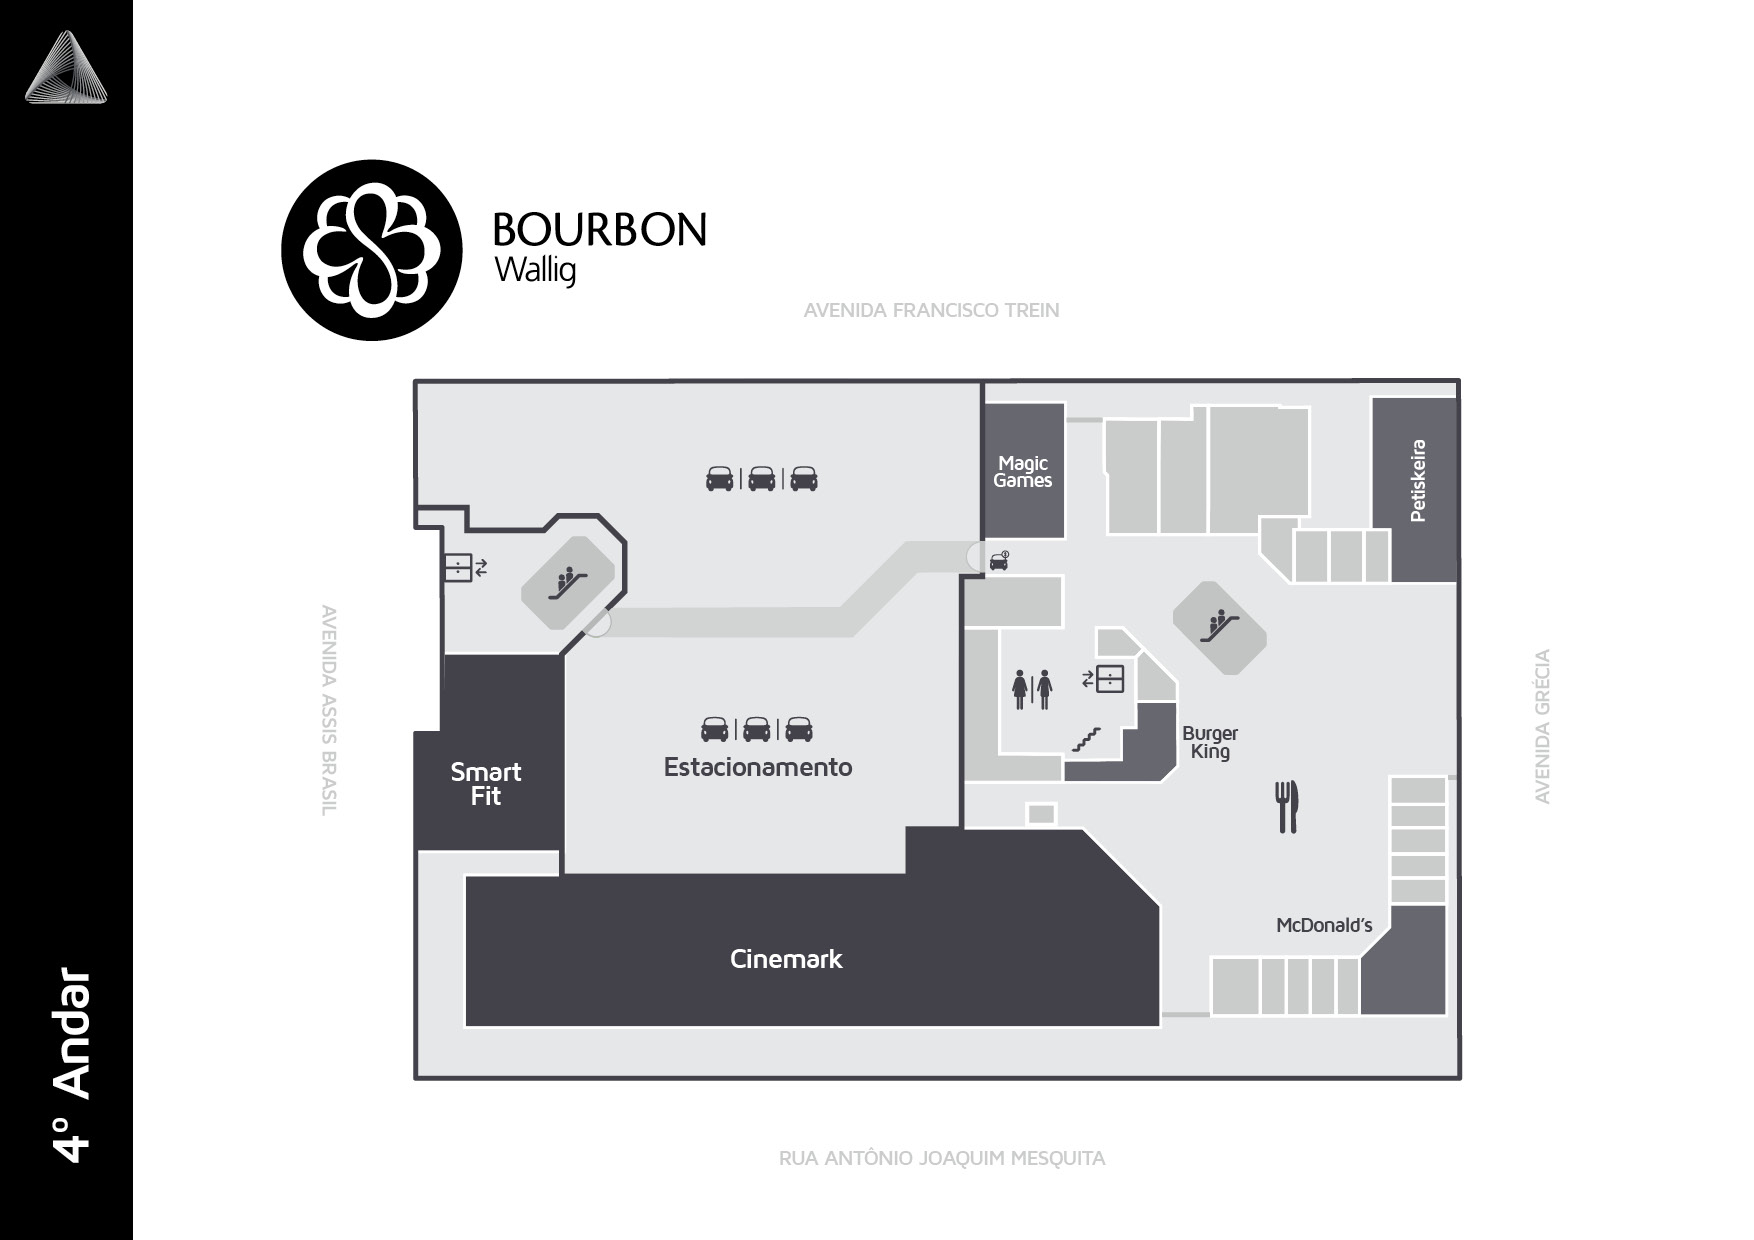 BOURBON
Wallig
AVENIDA FRANCISCO TREIN
Magic
Games
Petiskeira
AVENIDA ASSIS BRASIL
AVENIDA GRÉCIA
Burger
King
Estacionamento
Smart
Fit
McDonald's
Cinemark
4º Andar
RUA ANTÔNIO JOAQUIM MESQUITA